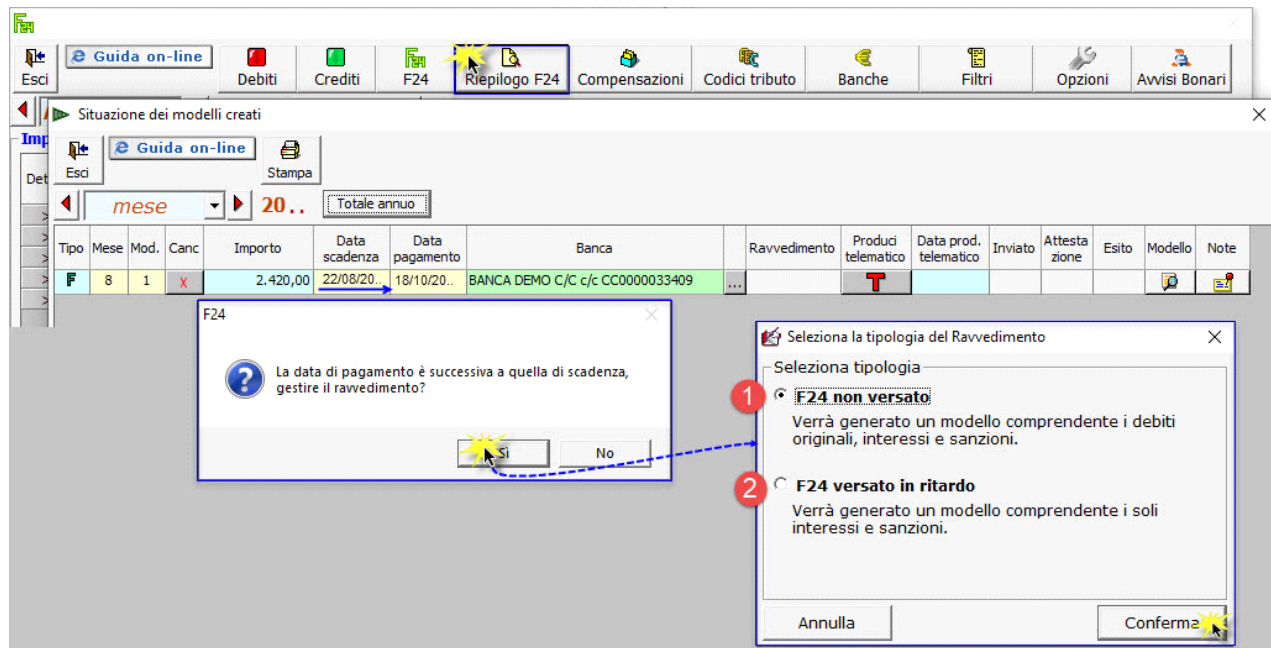 F24
Esci
Guida on-line
Debiti
Crediti
F24
Riepilogo F24
Compensazioni
Codici tributo
Banche
Filtri
Opzioni
Avvisi Bonari
Situazione dei modelli creati
Imp
Det
Esci
Guida on-line
Stampa
mese
20..
Totale annuo
Tipo Mese Mod. Canc Importo Data scadenza Data pagamento Banca Ravvedimento Produci telematico Data prod. telematico Inviato Attesta zione Esito Modello Note
F 8 1 X 2.420,00 22/08/20.. 18/10/20.. BANCA DEMO C/C c/c CC0000033409 ... T
F24
La data di pagamento è successiva a quella di scadenza,
gestire il ravvedimento?
Sì
No
Seleziona la tipologia del Ravvedimento
Seleziona tipologia
1 F24 non versato
Verrà generato un modello comprendente i debiti
originali, interessi e sanzioni.
2 F24 versato in ritardo
Verrà generato un modello comprendente i soli
interessi e sanzioni.
Annulla
Conferma